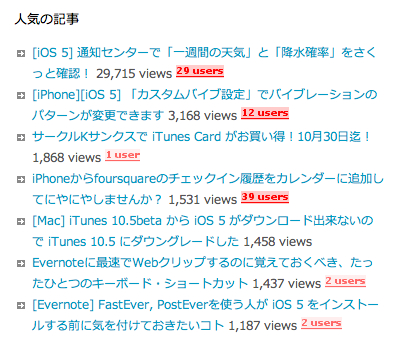 人気の記事
[iOS 5] 通知センターで「一週間の天気」と「降水確率」をさく
っと確認！ 29,715 views 29 users
[iPhone][iOS 5] 「カスタムバイブ設定」でバイブレーションの
パターンが変更できます 3,168 views 12 users
サークルKサンクスで iTunes Card がお買い得！10月30日迄！
1,868 views 1 user
iPhoneからfoursquareのチェックイン履歴をカレンダーに追加し
てにやにやしませんか？ 1,531 views 39 users
[Mac] iTunes 10.5beta から iOS 5 がダウンロード出来ないの
で iTunes 10.5 にダウングレードした 1,458 views
Evernoteに最速でWebクリップするのに覚えておくべき、たっ
たひとつのキーボード・ショートカット 1,437 views 2 users
[Evernote] FastEver, PostEverを使う人が iOS 5 をインストー
ルする前に気を付けておきたいコト 1,187 views 2 users